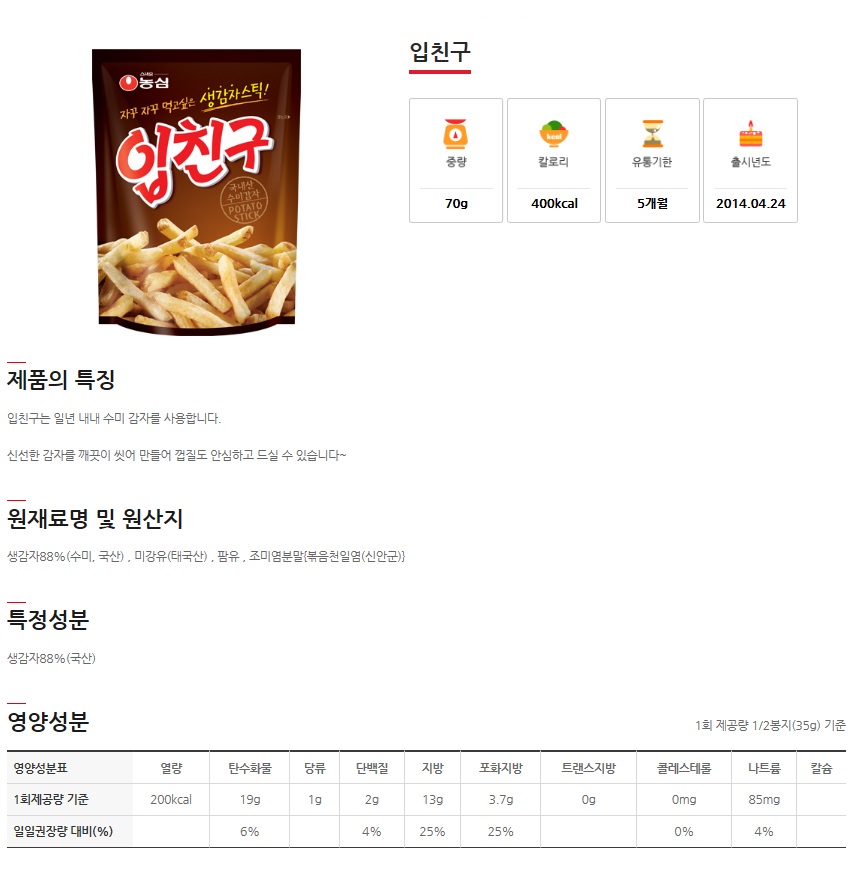 스낵은
농심
자꾸 자꾸 먹고싶은 생감자스틱!
입친구
국내산
수미감자
POTATO
STICK
입친구
중량
칼로리
유통기한
출시년도
70g
400kcal
5개월
2014.04.24
제품의 특징
입친구는 일년 내내 수미 감자를 사용합니다.
신선한 감자를 깨끗이 씻어 만들어 껍질도 안심하고 드실 수 있습니다~
원재료명 및 원산지
생감자88%(수미, 국산) , 미강유(태국산) , 팜유 , 조미염분말{볶음천일염(신안군)}
특정성분
생감자88%(국산)
영양성분
1회 제공량 1/2봉지(35g) 기준
영양성분표 열량 탄수화물 당류 단백질 지방 포화지방 트랜스지방 콜레스테롤 나트륨 칼슘
1회제공량 기준 200kcal 19g 1g 2g 13g 3.7g 0g 0mg 85mg
일일권장량 대비(%) 6% 4% 25% 25% 0% 4%